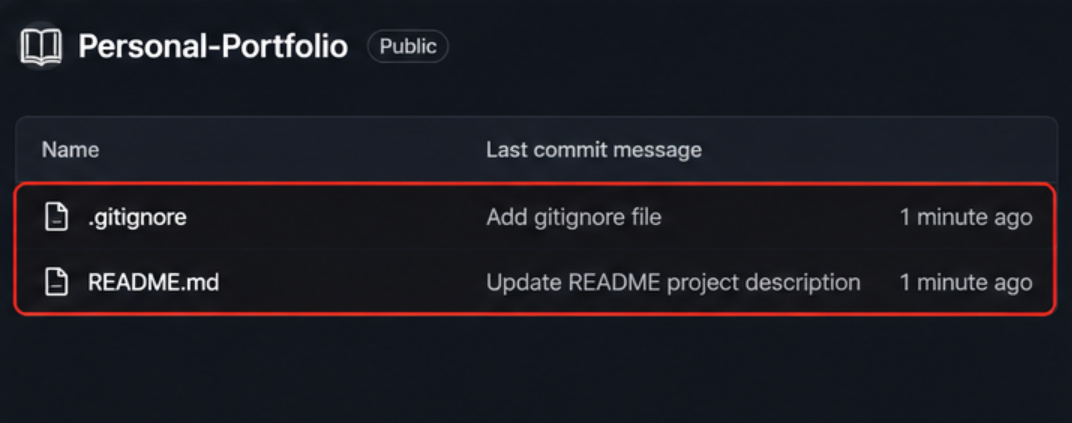 Personal-Portfolio Public
Name Last commit message
.gitignore Add gitignore file 1 minute ago
README.md Update README project description 1 minute ago